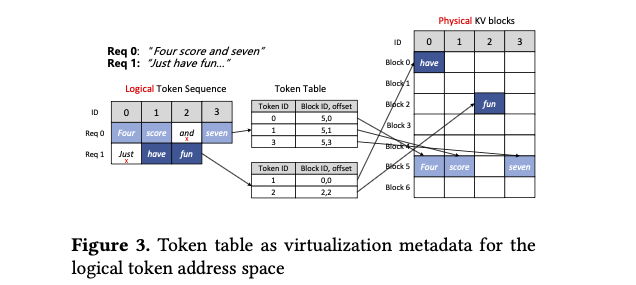 Physical KV blocks
ID 0 1 2 3
Req 0: "Four score and seven"
Req 1: "Just have fun..."
Block 0 have
Block 1
Logical Token Sequence
Token Table
ID 0 1 2 3
Token ID Block ID, offset
Block 2 fun
Req 0 Four score and x seven
0 5,0
1 5,1
3 5,3
Block 3
Block 4
Req 1 Just x have fun
Token ID Block ID, offset
1 0,0
2 2,2
Block 5 Four score seven
Block 6
Figure 3. Token table as virtualization metadata for the
logical token address space